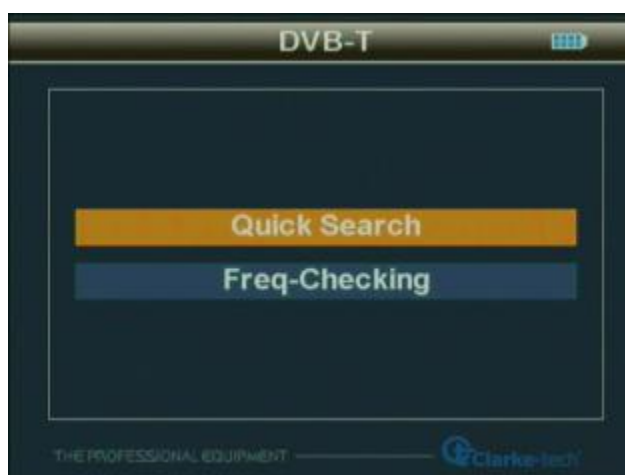 DVB-T
Quick Search
Freq-Checking
THE PROFESSIONAL EQUIPMENT
Clarke-tech